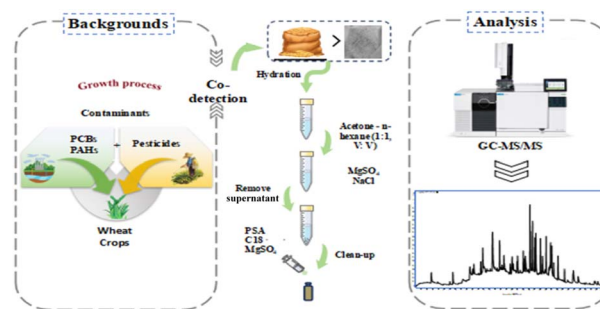 Backgrounds
Growth process
Contaminants
PCBs
PAHs
+
Pesticides
Wheat
Crops
Co-
detection
>
Hydration
Acetone - n-
hexane (1:1,
V: V)
MgSO₄
NaCl
Remove
supernatant
PSA
C18 -
MgSO₄
Clean-up
Analysis
GC-MS/MS